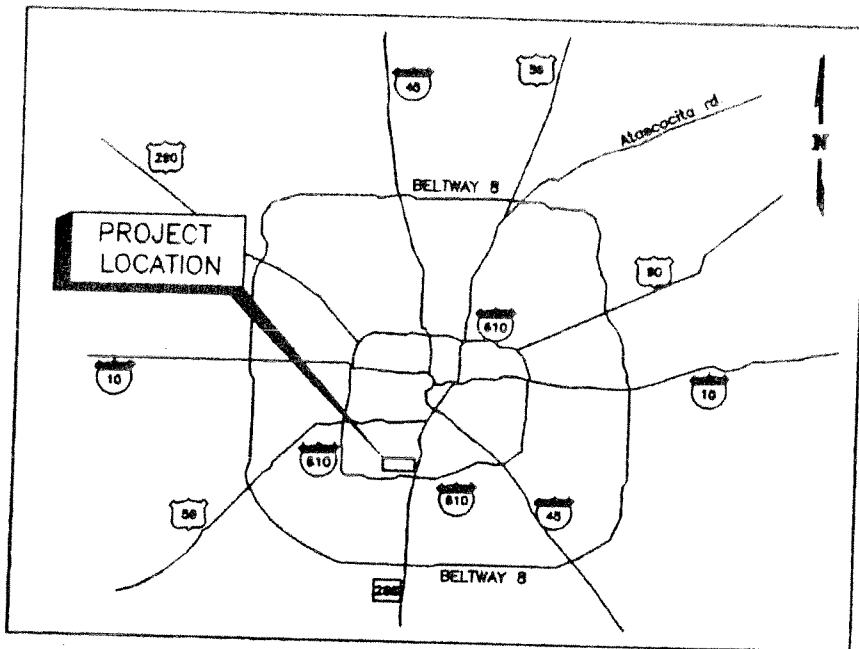 45
59
Atascocita rd
290
N
BELTWAY 8
PROJECT
LOCATION
90
610
10
10
610
610
59
45
288
BELTWAY 8